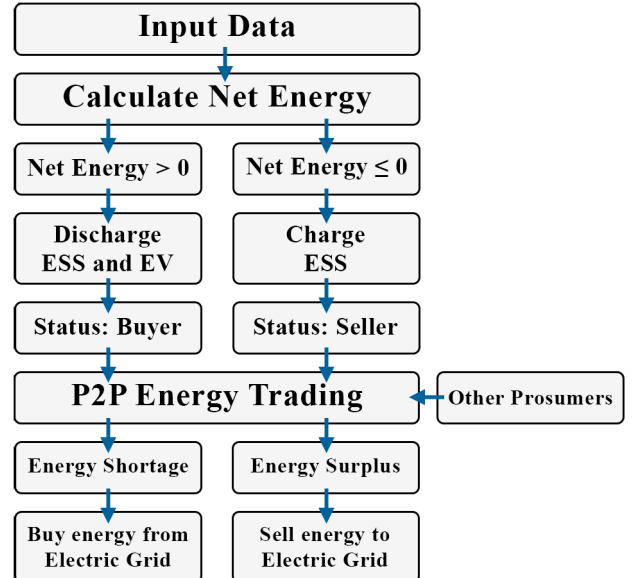 Input Data
Calculate Net Energy
Net Energy > 0
Net Energy ≤ 0
Discharge
ESS and EV
Charge
ESS
Status: Buyer
Status: Seller
P2P Energy Trading
Other Prosumers
Energy Shortage
Energy Surplus
Buy energy from
Electric Grid
Sell energy to
Electric Grid